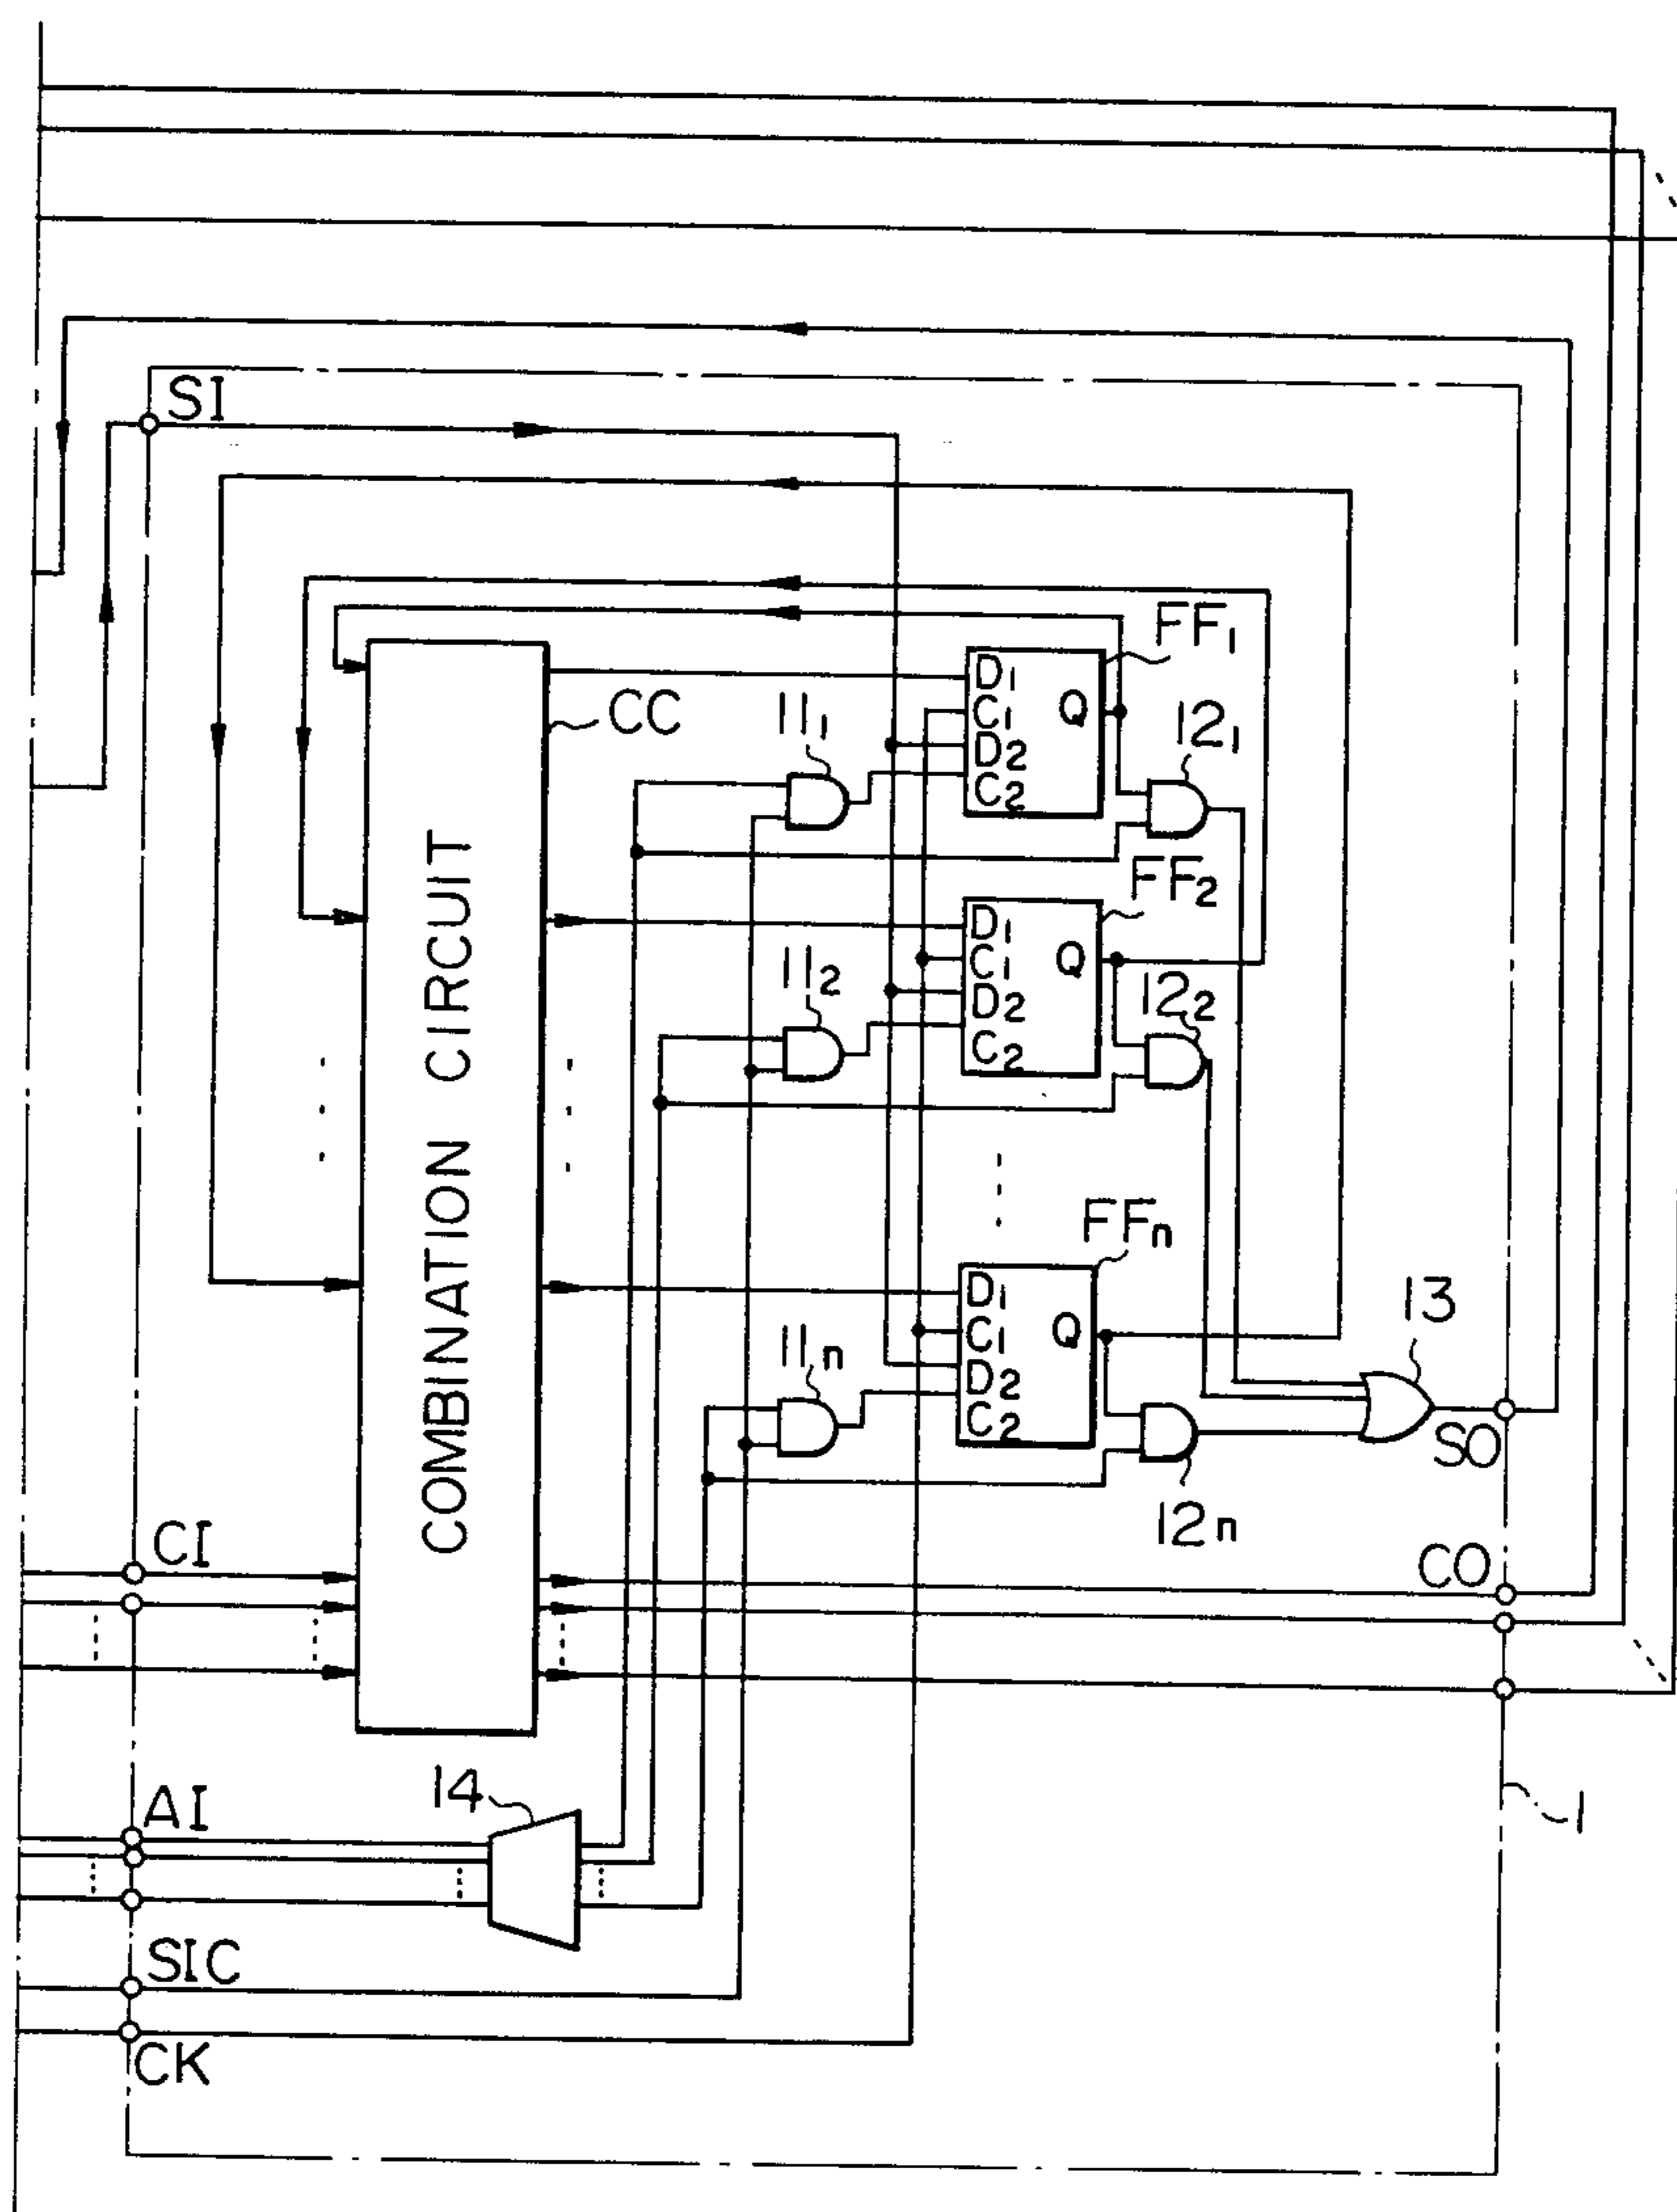 SI
FF₁
D₁
C₁
D₂
C₂
Q
CC
11₁
12₁
FF₂
D₁
C₁
D₂
C₂
Q
11₂
12₂
COMBINATION CIRCUIT
FFn
D₁
C₁
D₂
C₂
Q
11n
12n
13
SO
CI
CO
14
AI
1
SIC
CK